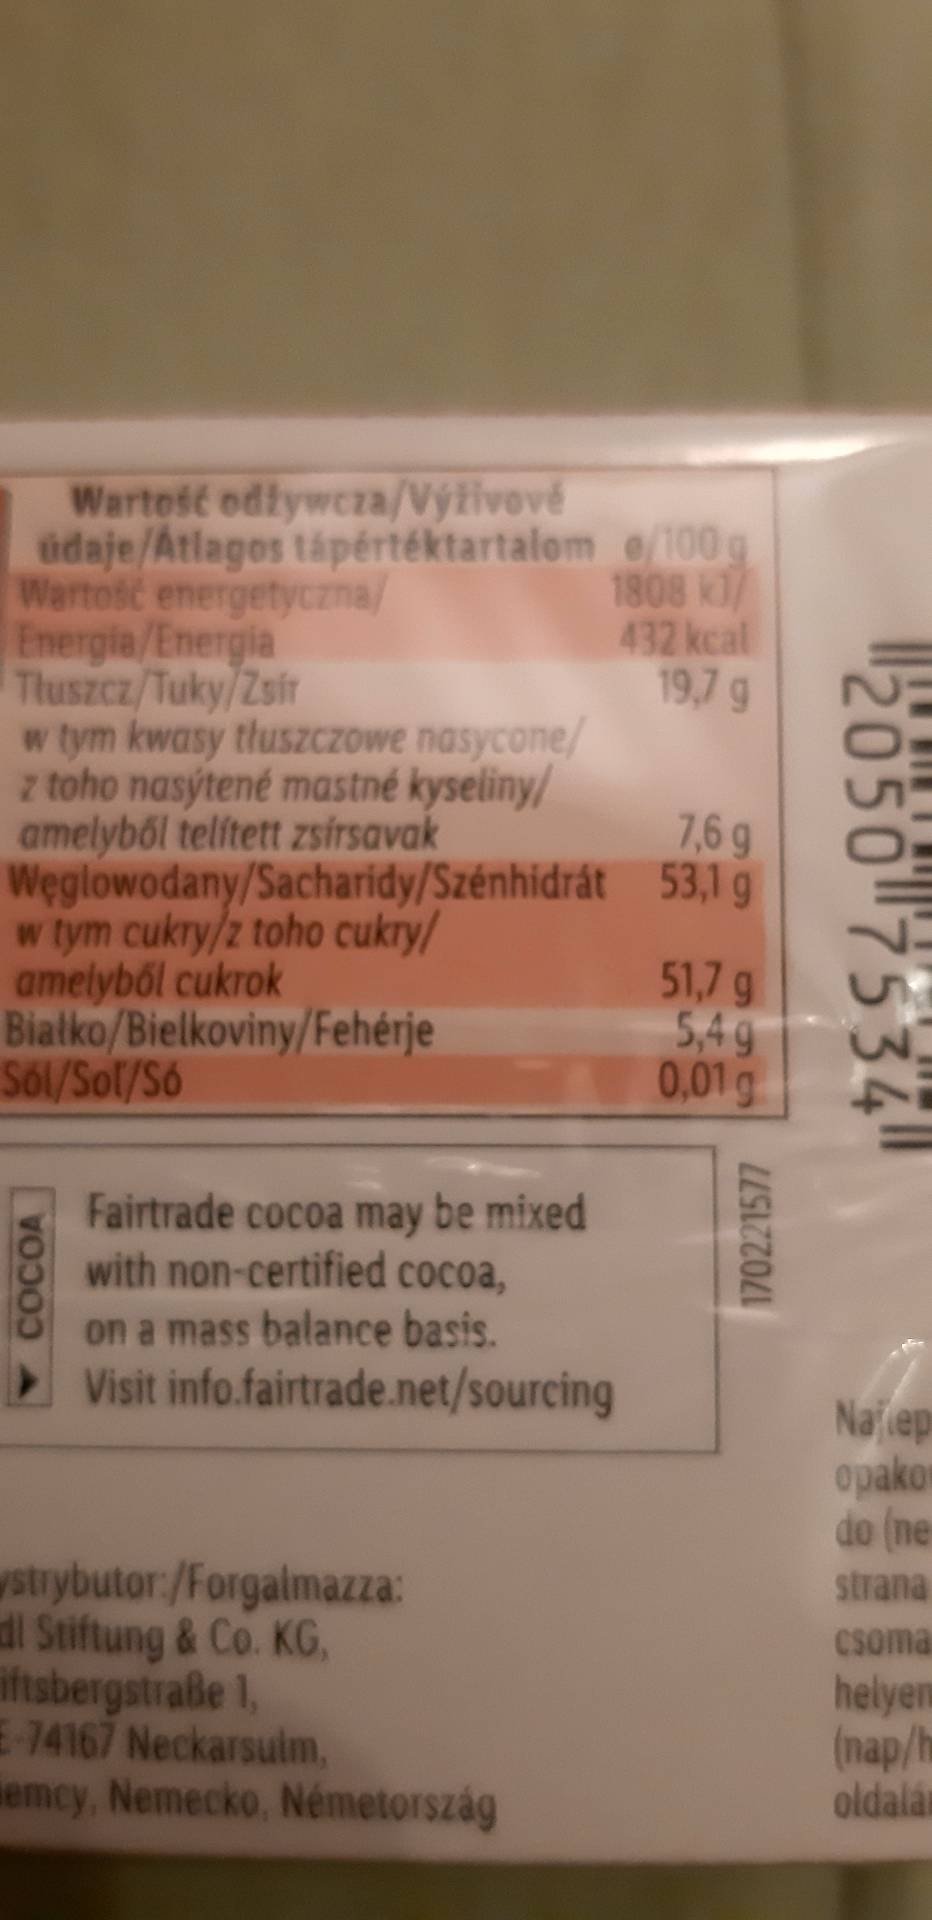 Wartość odżywcza/Výživové
údaje/Átlagos tápértéktartalom ø/100 g
Wartość energetyczna/ 1808 kJ/
Energia/Energia 432 kcal
Tłuszcz/Tuky/Zsír 19,7 g
w tym kwasy tłuszczowe nasycone/
z toho nasýtené mastné kyseliny/
amelyből telített zsírsavak 7,6 g
Węglowodany/Sacharidy/Szénhidrát 53,1 g
w tym cukry/z toho cukry/
amelyből cukrok 51,7 g
Białko/Bielkoviny/Fehérje 5,4 g
Sól/Soľ/Só 0,01 g
20507534
COCOA
Fairtrade cocoa may be mixed
with non-certified cocoa,
on a mass balance basis.
Visit info.fairtrade.net/sourcing
170221577
ystrybutor:/Forgalmazza:
dl Stiftung & Co. KG,
iftsbergstraße 1,
E-74167 Neckarsulm,
iemcy, Nemecko, Németország
Najlep
opako
do (ne
strana
csoma
helyen
(nap/h
oldalá